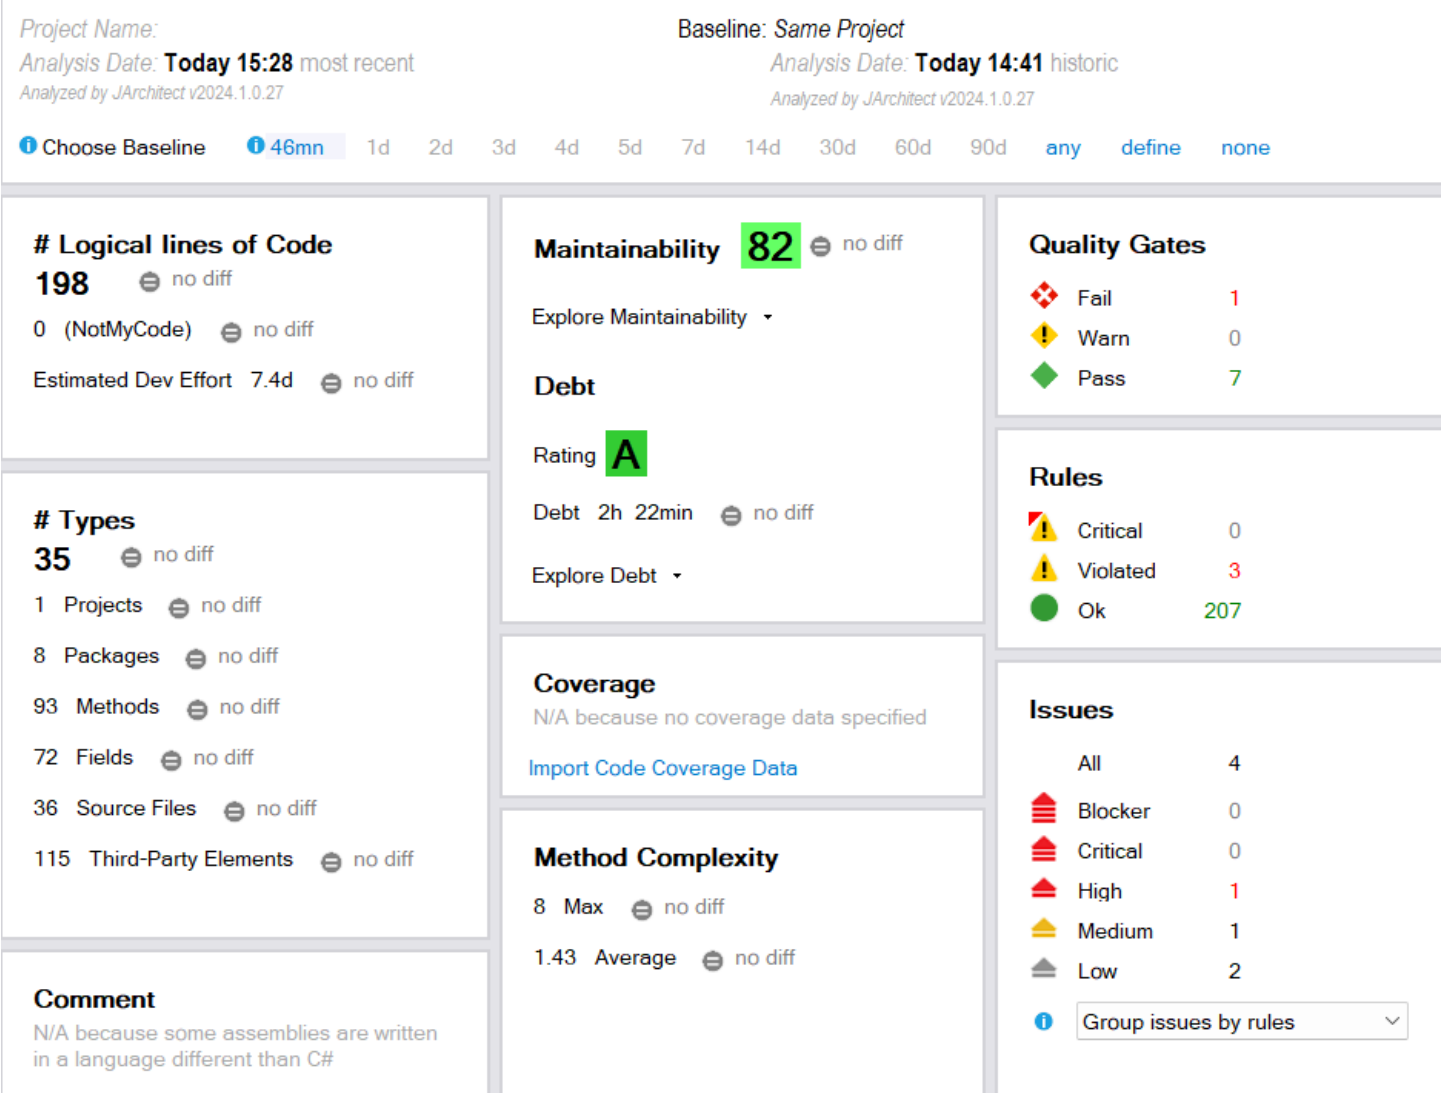 Project Name:
Analysis Date: Today 15:28 most recent
Analyzed by JArchitect v2024.1.0.27
Baseline: Same Project
Analysis Date: Today 14:41 historic
Analyzed by JArchitect v2024.1.0.27
Choose Baseline 46mn 1d 2d 3d 4d 5d 7d 14d 30d 60d 90d any define none
# Logical lines of Code
198 no diff
0 (NotMyCode) no diff
Estimated Dev Effort 7.4d no diff
# Types
35 no diff
1 Projects no diff
8 Packages no diff
93 Methods no diff
72 Fields no diff
36 Source Files no diff
115 Third-Party Elements no diff
Comment
N/A because some assemblies are written
in a language different than C#
Maintainability 82 no diff
Explore Maintainability
Debt
Rating A
Debt 2h 22min no diff
Explore Debt
Coverage
N/A because no coverage data specified
Import Code Coverage Data
Method Complexity
8 Max no diff
1.43 Average no diff
Quality Gates
Fail 1
Warn 0
Pass 7
Rules
Critical 0
Violated 3
Ok 207
Issues
All 4
Blocker 0
Critical 0
High 1
Medium 1
Low 2
Group issues by rules